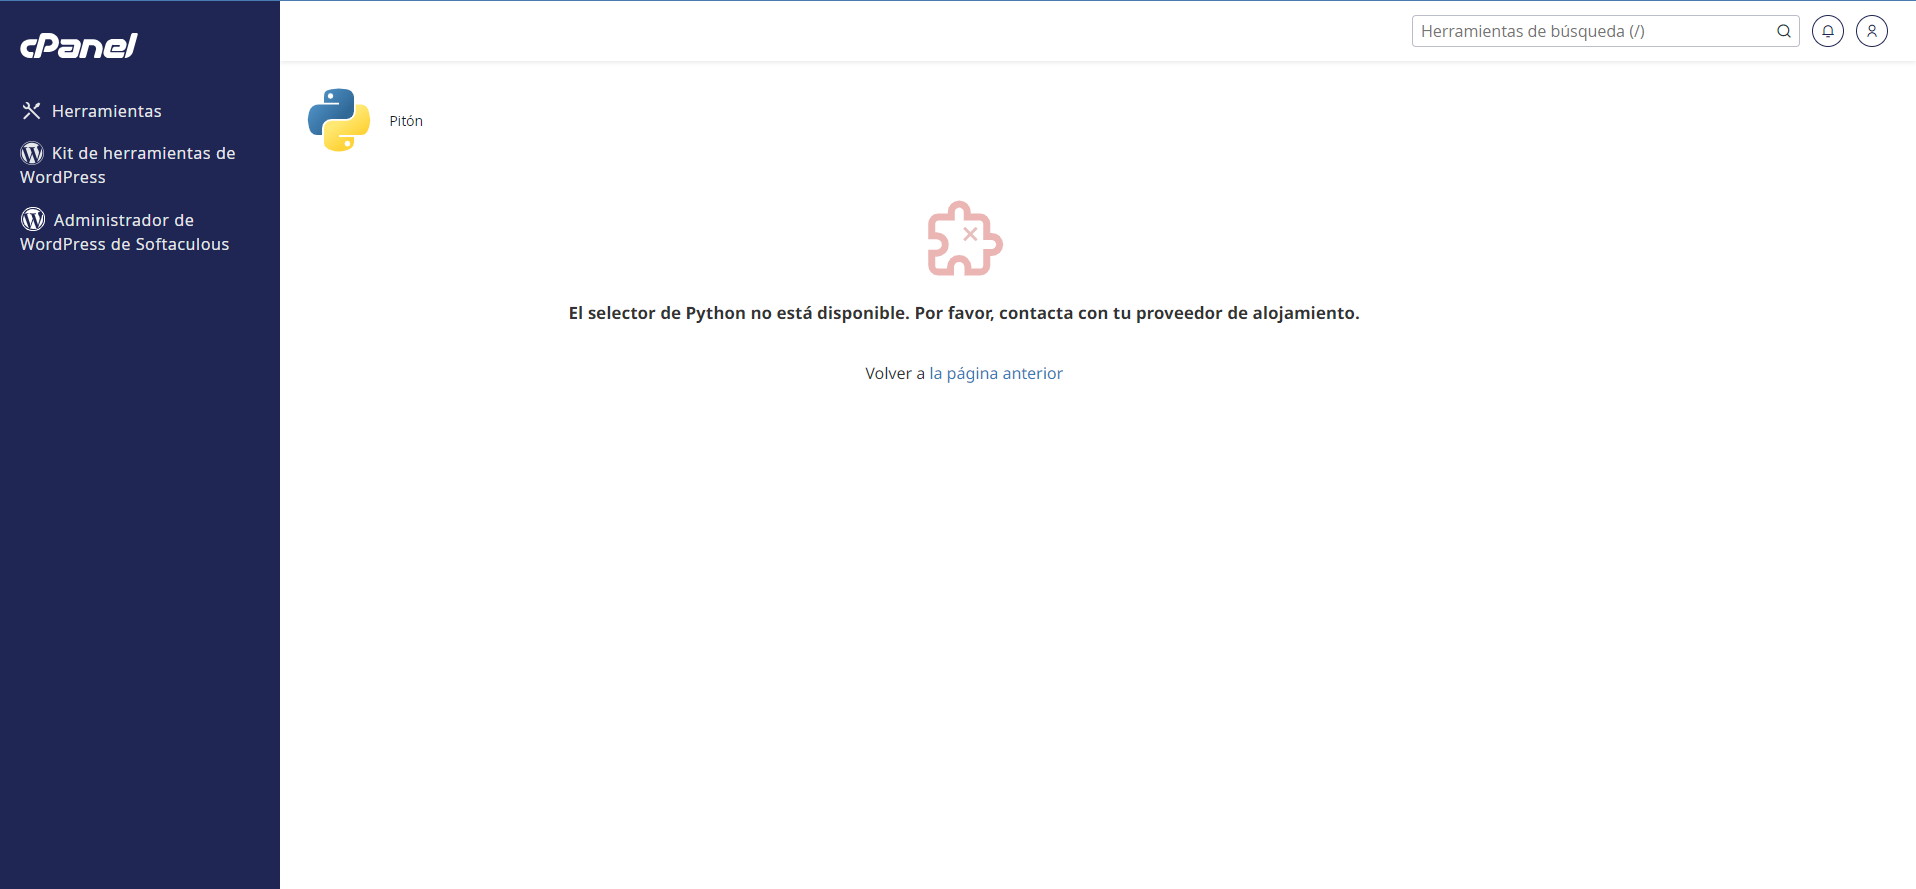 cPanel
Herramientas de búsqueda (/)
Herramientas
Kit de herramientas de
WordPress
Administrador de
WordPress de Softaculous
Pitón
El selector de Python no está disponible. Por favor, contacta con tu proveedor de alojamiento.
Volver a la página anterior